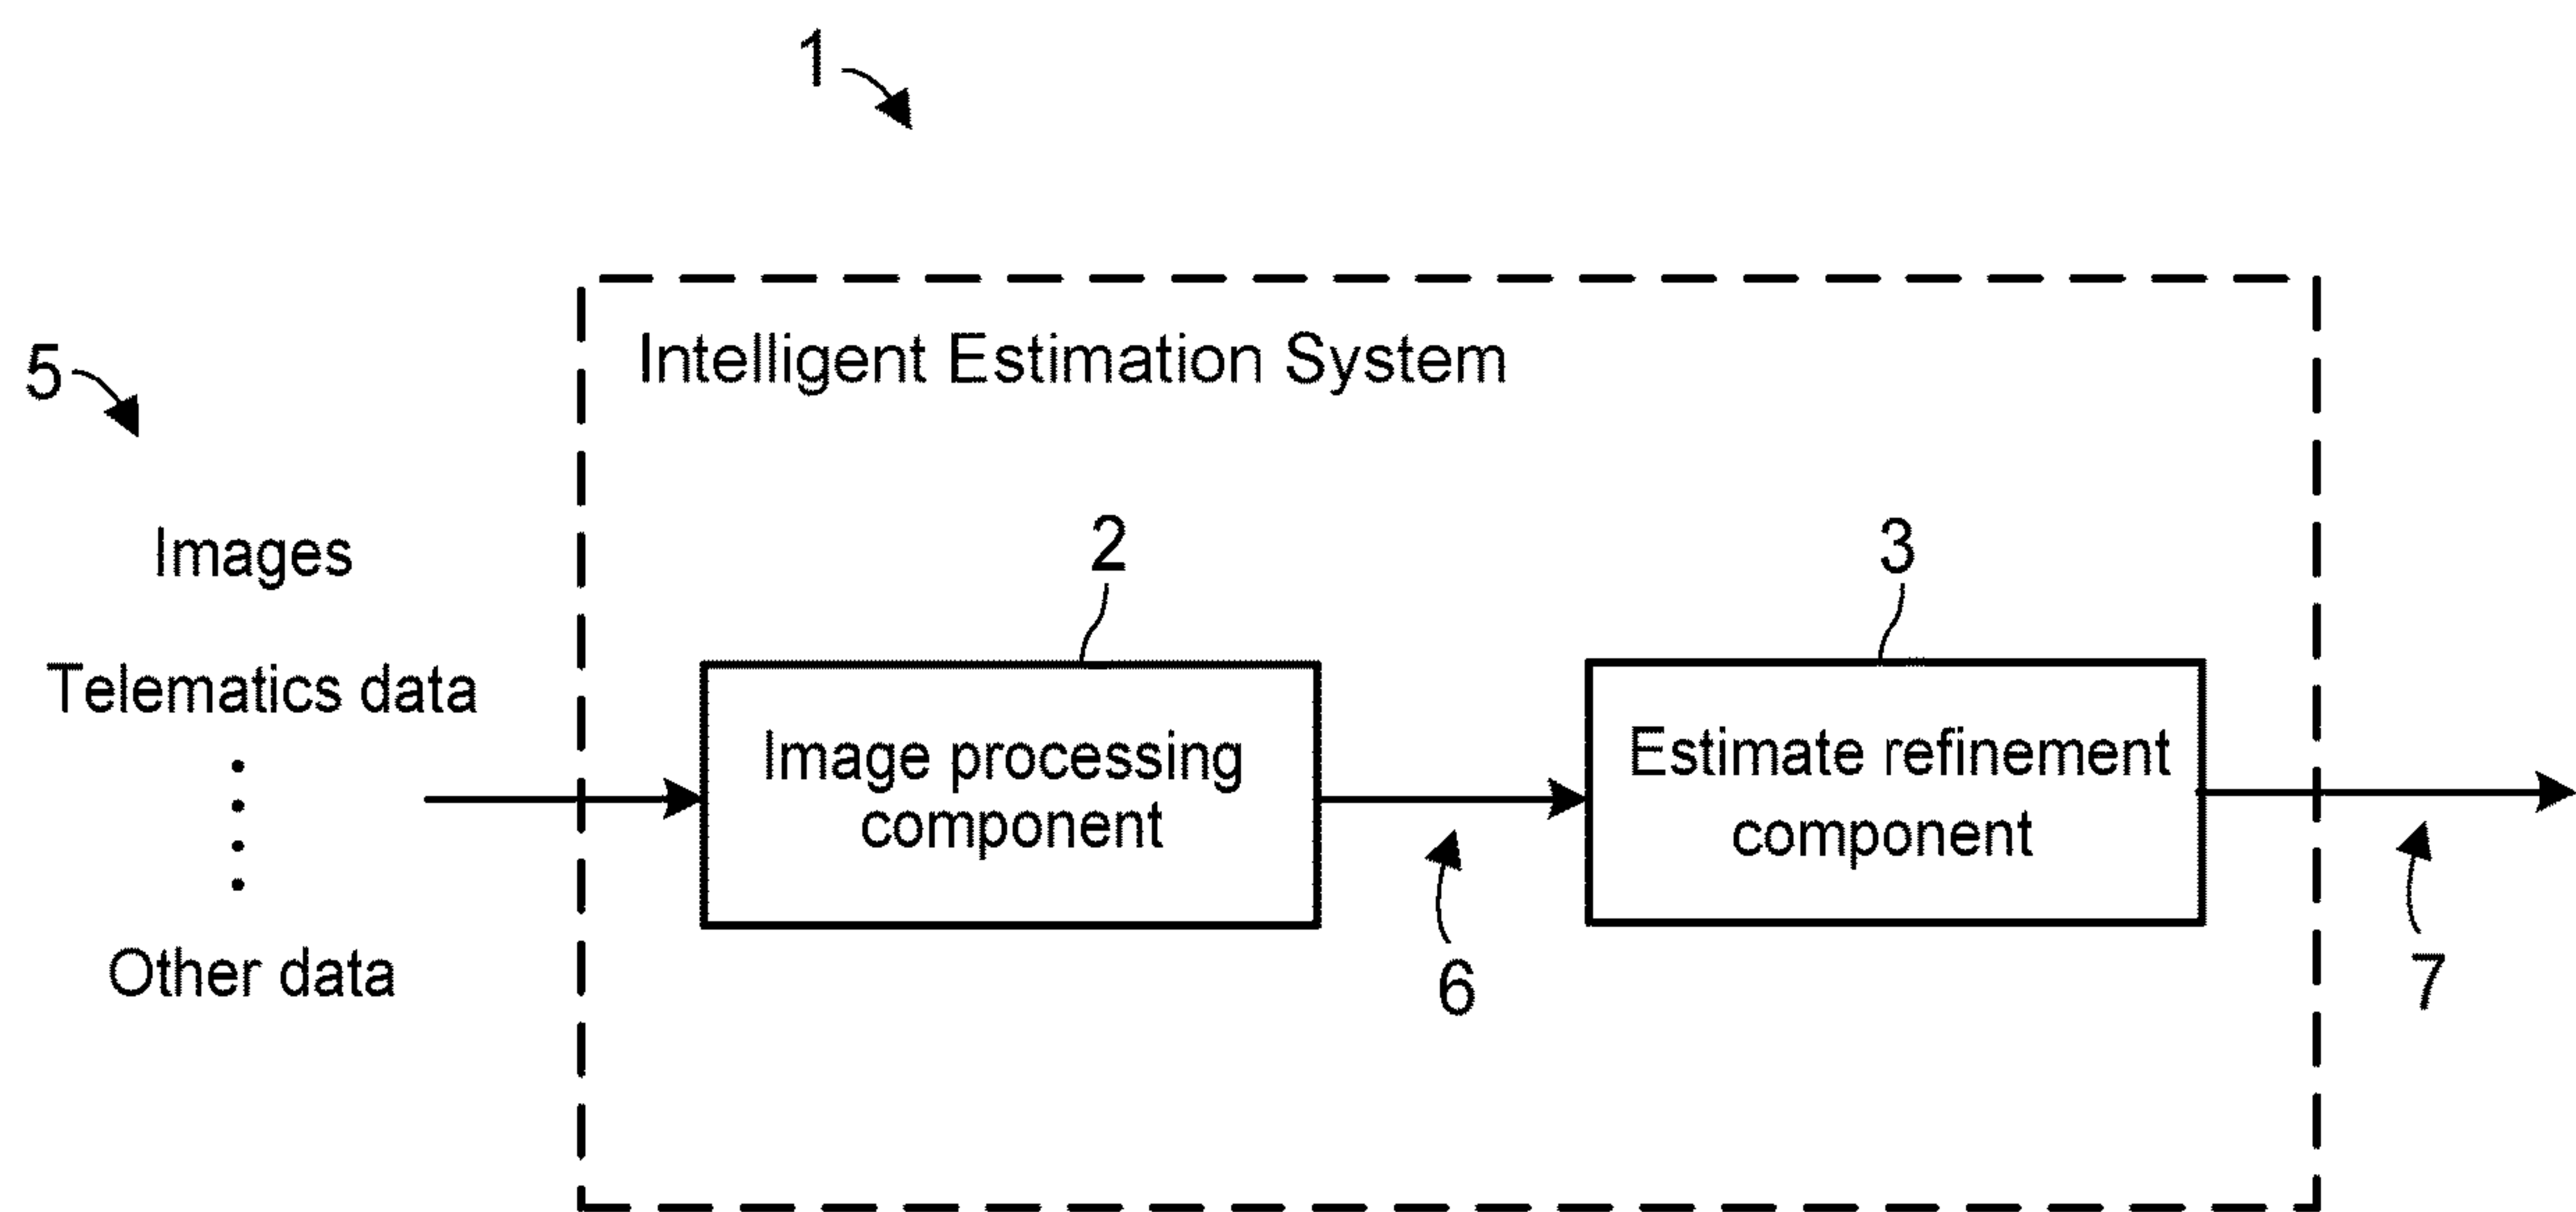 1
Intelligent Estimation System
5
Images
Telematics data
Other data
2
Image processing
component
3
Estimate refinement
component
6
7